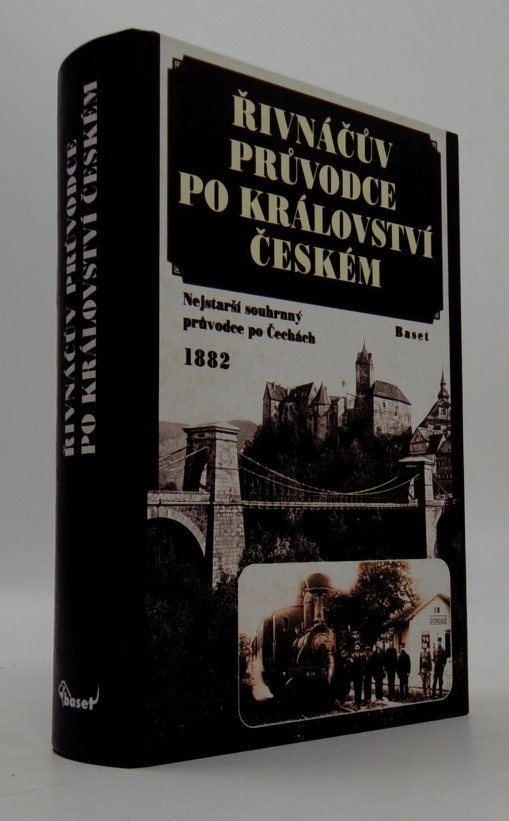 ŘIVNÁČŮV PRŮVODCE
PO KRÁLOVSTVÍ ČESKÉM
baset
ŘIVNÁČŮV
PRŮVODCE
PO KRÁLOVSTVÍ
ČESKÉM
Nejstarší souhrnný
průvodce po Čechách
1882
Baset